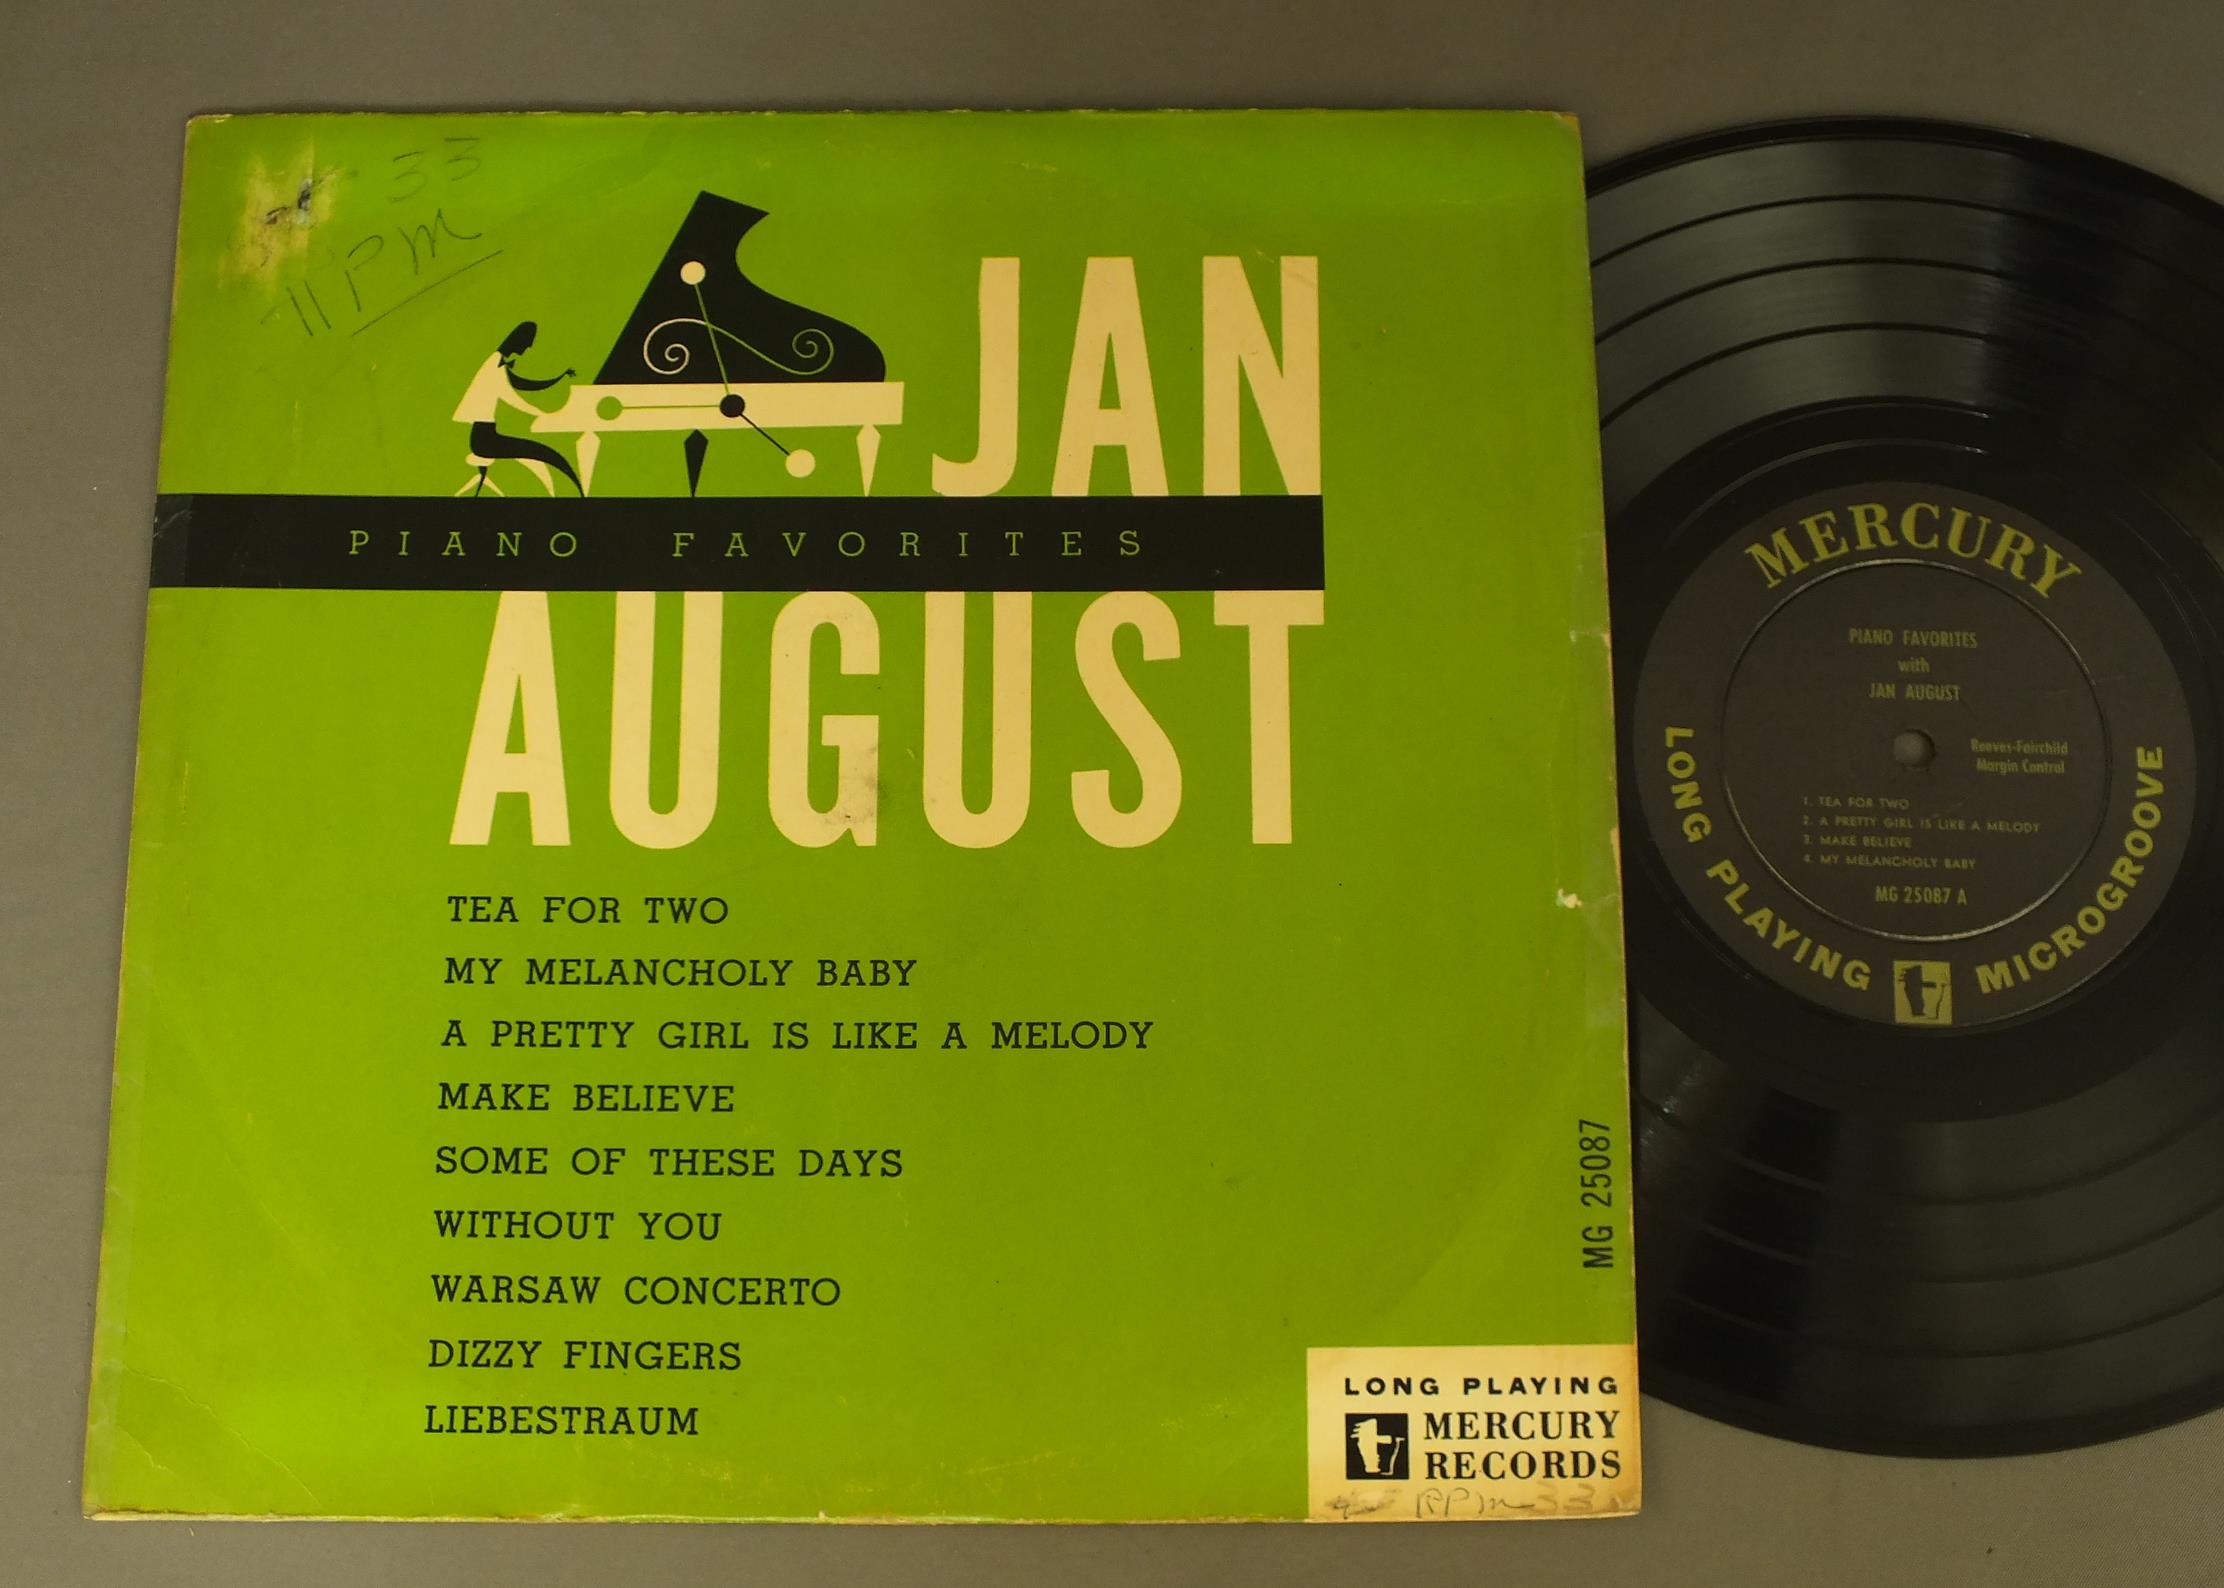 33
RPM
JAN
PIANO FAVORITES
AUGUST
TEA FOR TWO
MY MELANCHOLY BABY
A PRETTY GIRL IS LIKE A MELODY
MAKE BELIEVE
SOME OF THESE DAYS
WITHOUT YOU
WARSAW CONCERTO
DIZZY FINGERS
LIEBESTRAUM
MG 25087
LONG PLAYING
MERCURY
RECORDS
RPM 33
MERCURY
PIANO FAVORITES
with
JAN AUGUST
Reeves-Fairchild
Margin Control
1. TEA FOR TWO
2. A PRETTY GIRL IS LIKE A MELODY
3. MAKE BELIEVE
4. MY MELANCHOLY BABY
MG 25087 A
LONG PLAYING MICROGROOVE